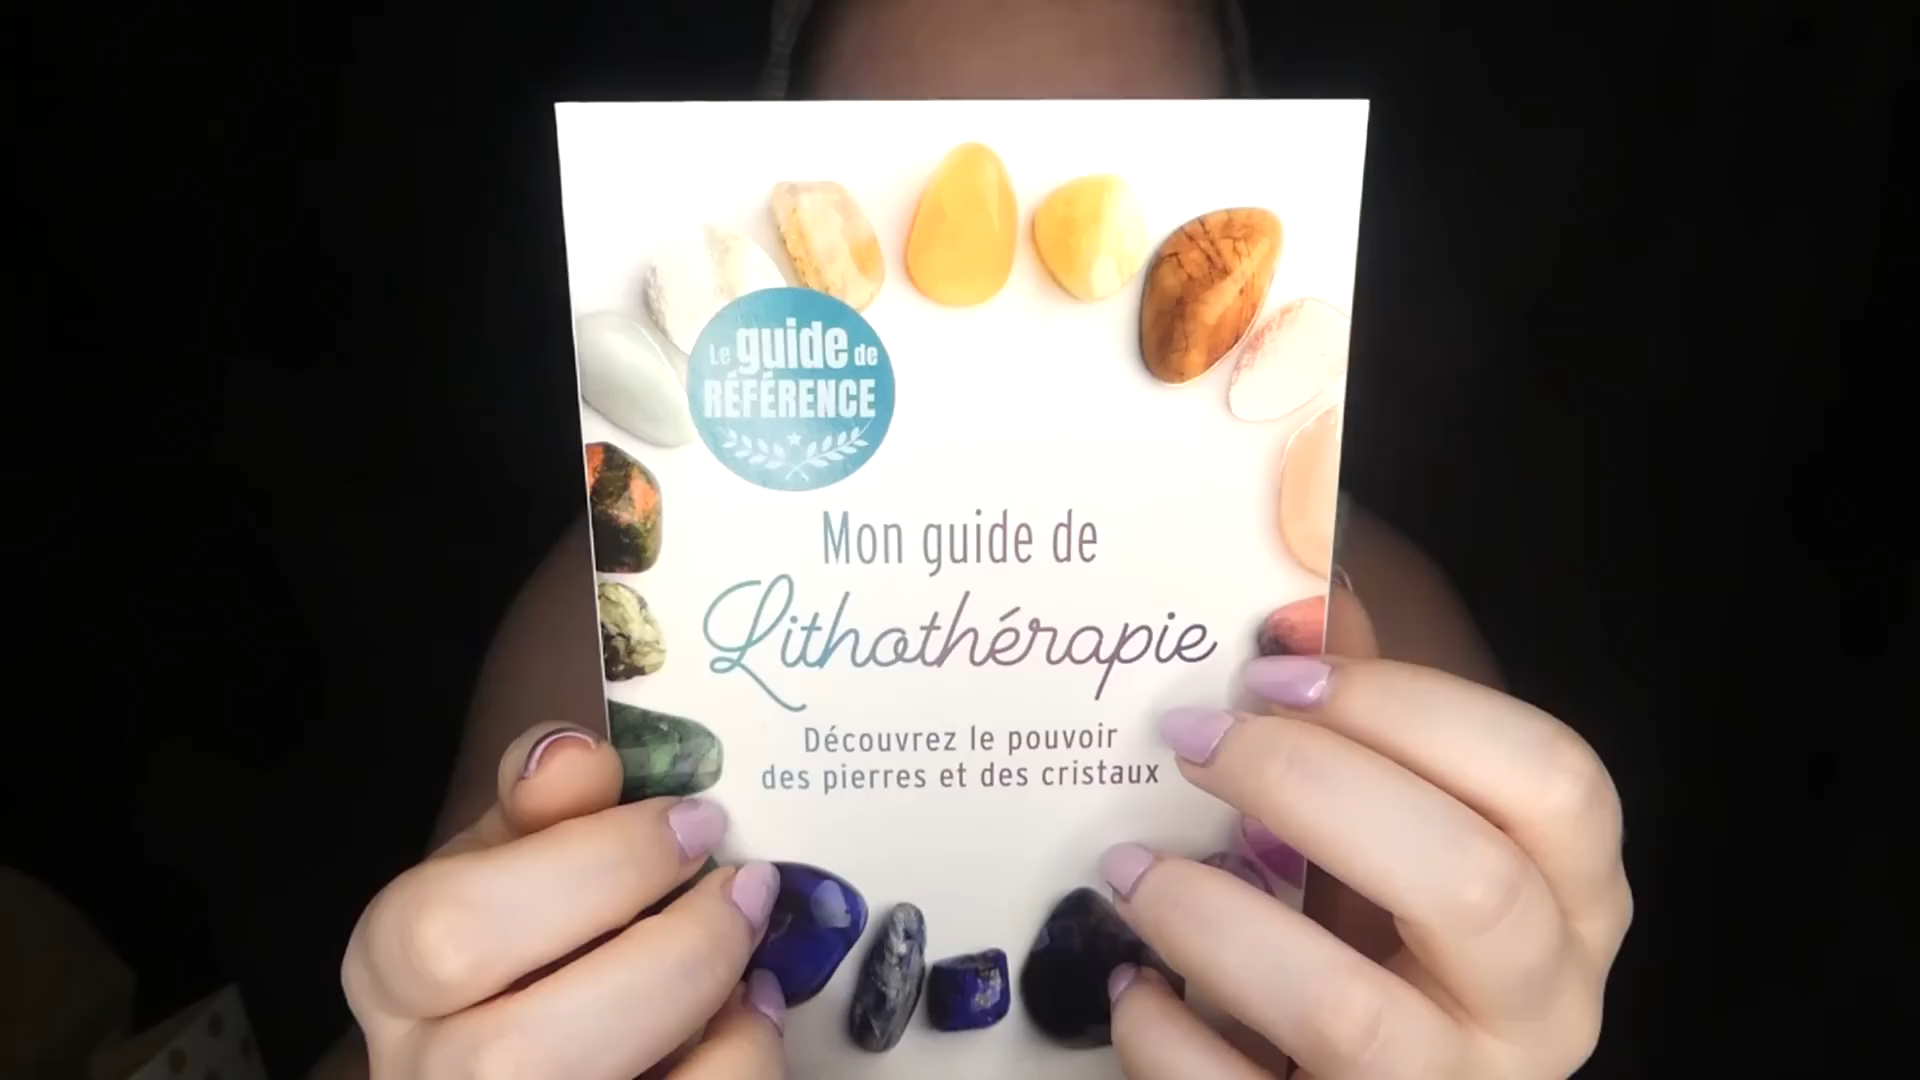 Le guide de
RÉFÉRENCE
Mon guide de
Lithothérapie
Découvrez le pouvoir
des pierres et des cristaux